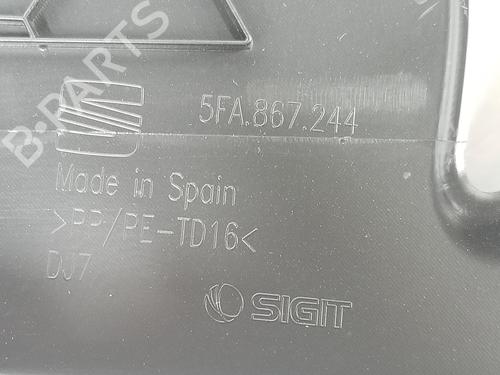 5FA.867.244
Made in Spain
>PP/PE-TD16<
DJ7
SIGIT
B-PARTS